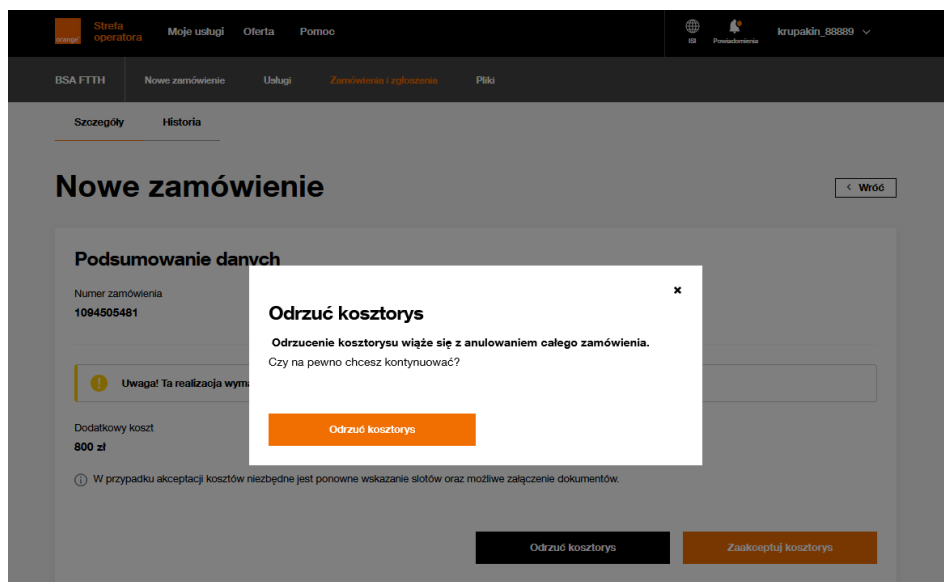 orange
Strefa
operatora
Moje usługi
Oferta
Pomoc
ISI
Powiadomienia
krupakin_88889
BSA FTTH
Nowe zamówienie
Usługi
Zamówienia i zgłoszenia
Pliki
Szczegóły
Historia
Nowe zamówienie
< Wróć
Podsumowanie danych
Numer zamówienia
1094505481
Odrzuć kosztorys
Odrzucenie kosztorysu wiąże się z anulowaniem całego zamówienia.
Czy na pewno chcesz kontynuować?
Odrzuć kosztorys
Uwaga! Ta realizacja
Dodatkowy koszt
800 zł
W przypadku akceptacji kosztów niezbędne jest ponowne wskazanie slotów oraz możliwe załączenie dokumentów.
Odrzuć kosztorys
Zaakceptuj kosztorys